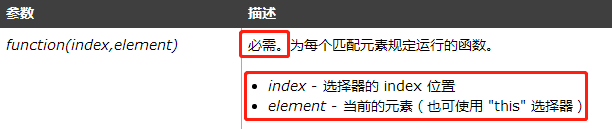 参数 描述
function(index,element) 必需。为每个匹配元素规定运行的函数。
• index - 选择器的 index 位置
• element - 当前的元素（也可使用 "this" 选择器）